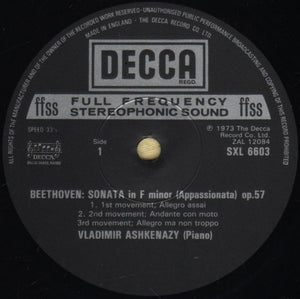 ALL RIGHTS OF THE MANUFACTURER AND OF THE OWNER OF THE RECORDED WORK RESERVED. UNAUTHORISED PUBLIC PERFORMANCE, BROADCASTING AND COPYING OF THIS RECORD PROHIBITED
MADE IN ENGLAND, THE DECCA RECORD CO LTD
DECCA
REGD.
ffss FULL FREQUENCY ffss
STEREOPHONIC SOUND
SPEED 33⅓
℗ 1973 The Decca
Record Co. Ltd.
ZAL 12084
DECCA
Side
1
SXL 6603
BEETHOVEN: SONATA in F minor (Appassionata) op.57
1. 1st movement; Allegro assai
2. 2nd movement; Andante con moto
3rd movement; Allegro ma non troppo
VLADIMIR ASHKENAZY (Piano)